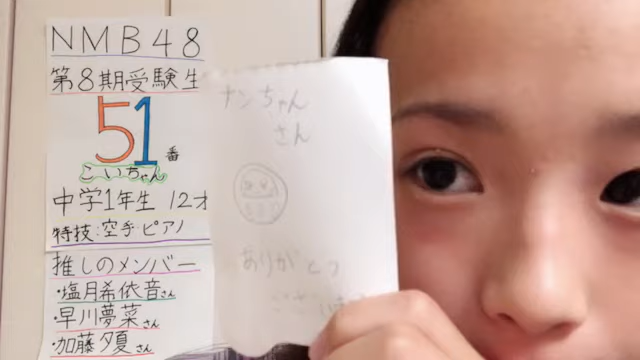 NMB48
第8期受験生
51
番
こいちゃん
中学1年生 12才
特技:空手・ピアノ
推しのメンバー
・塩月希依音さん
・早川夢菜さん
・加藤夕夏さん
ナンちゃん
さん
ありがとう